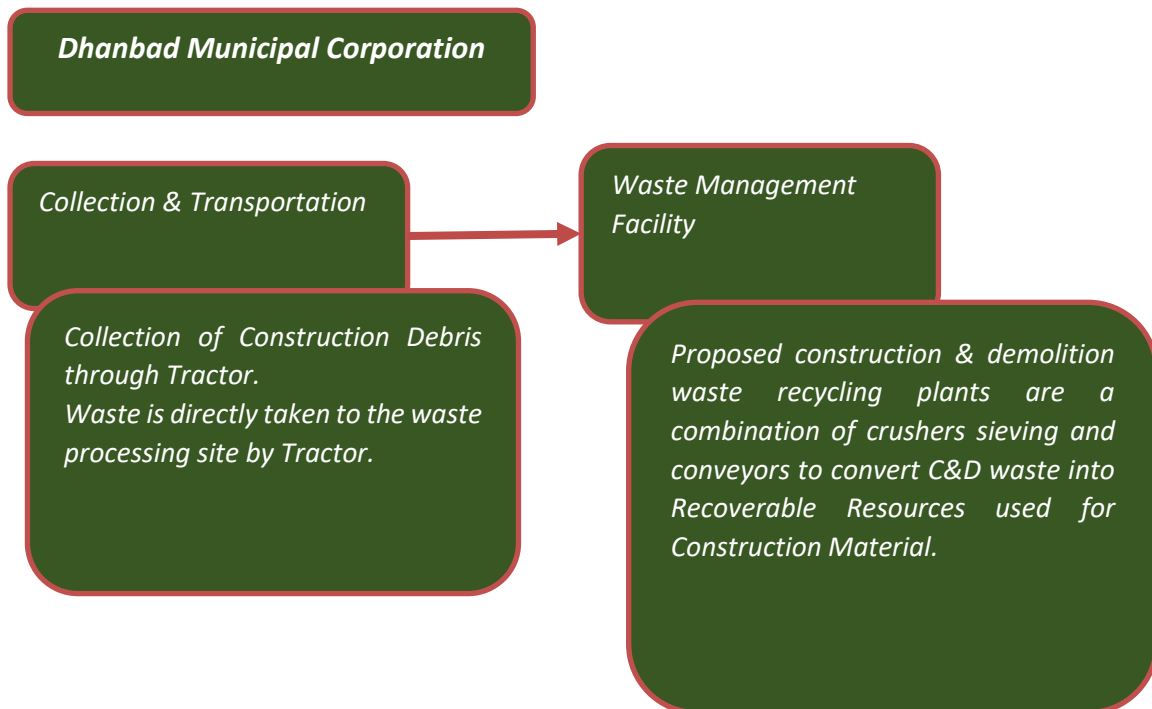 Dhanbad Municipal Corporation
Collection & Transportation
Waste Management
Facility
Collection of Construction Debris
through Tractor.
Waste is directly taken to the waste
processing site by Tractor.
Proposed construction & demolition
waste recycling plants are a
combination of crushers sieving and
conveyors to convert C&D waste into
Recoverable Resources used for
Construction Material.